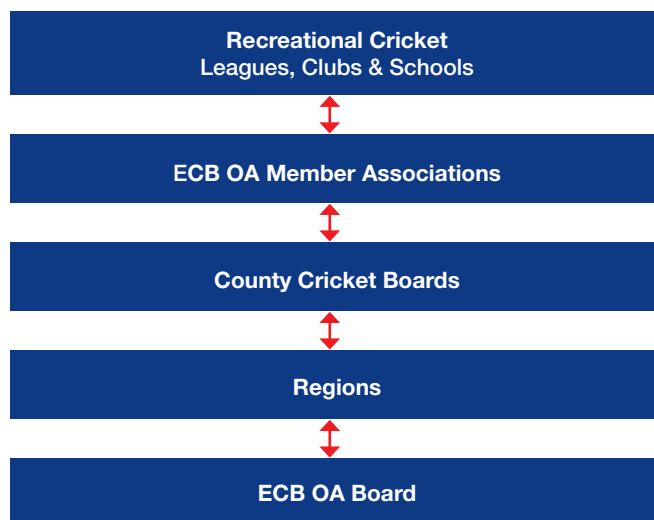 Recreational Cricket
Leagues, Clubs & Schools
ECB OA Member Associations
County Cricket Boards
Regions
ECB OA Board